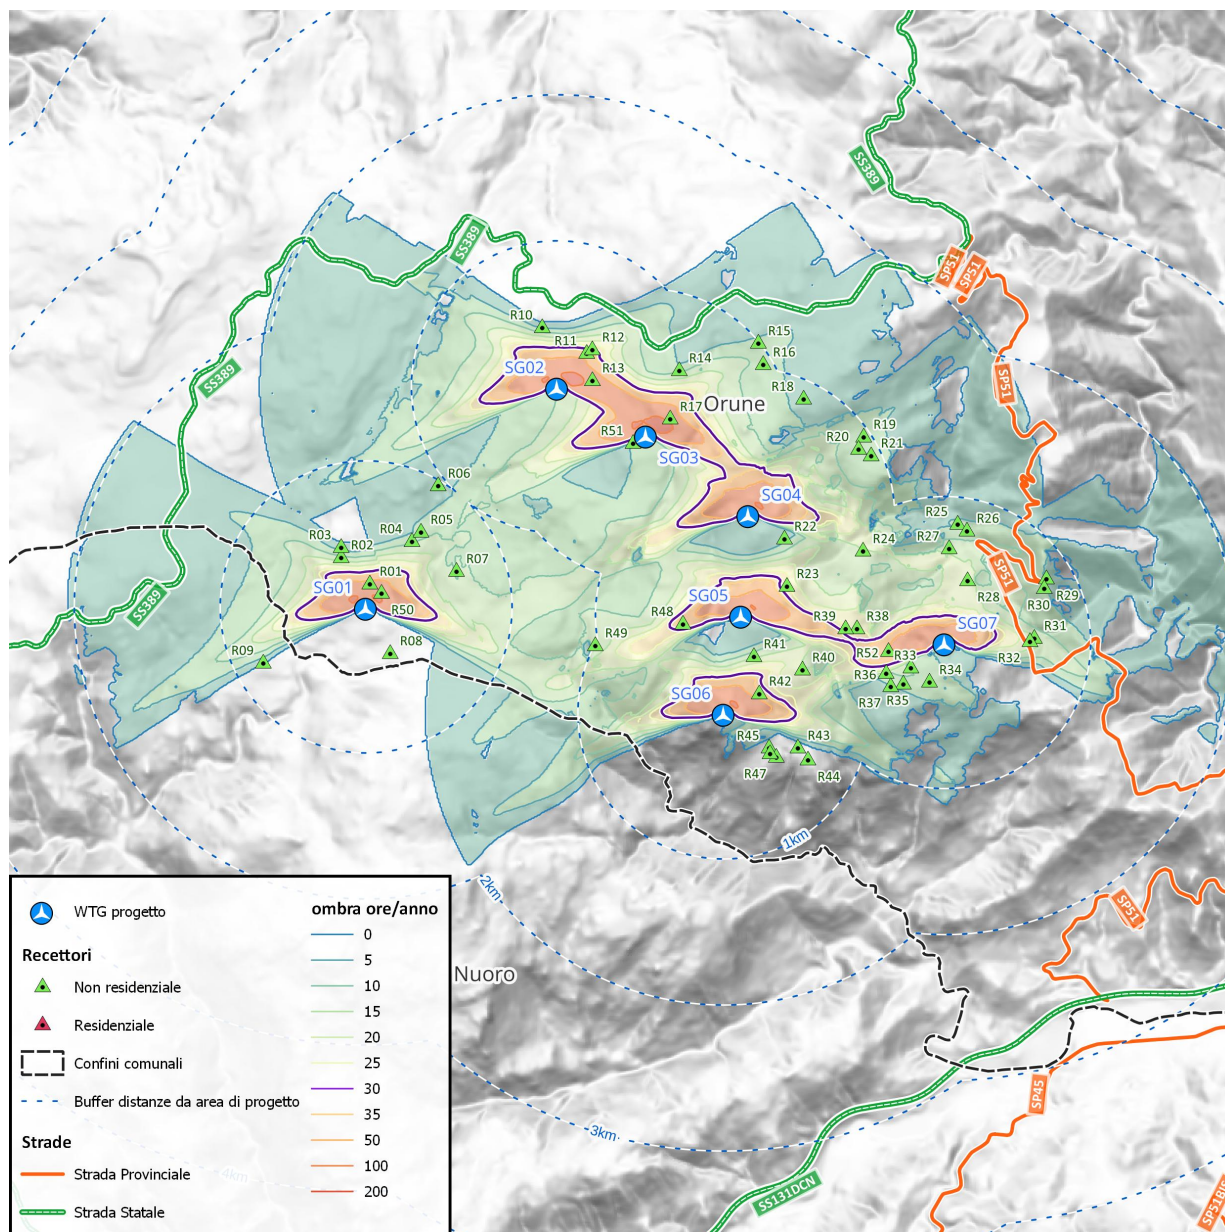 SS389
SS389
SP51
SP51
SS389
R10
R15
R12
R11
R16
SG02
R14
R13
SP51
SS389
R18
Orune
R17
R51
R19
R20
R21
SG03
R06
SG04
R25
R26
R05
R04
R22
R03
R27
R24
R02
R07
SP51
R01
SG01
R23
R28
R29
R30
SS389
R50
SG05
R48
R39
R38
SG07
R31
R49
R08
R09
R41
R52
R33
R32
R40
R36
R34
SG06
R42
R37
R35
R45
R43
R47
R44
1km
2km
SP51
WTG progetto
Recettori
Non residenziale
Residenziale
Confini comunali
Buffer distanze da area di progetto
Strade
Strada Provinciale
Strada Statale
ombra ore/anno
0
5
10
15
20
25
30
35
50
100
200
Nuoro
SP45
3km
4km
SS131DCN